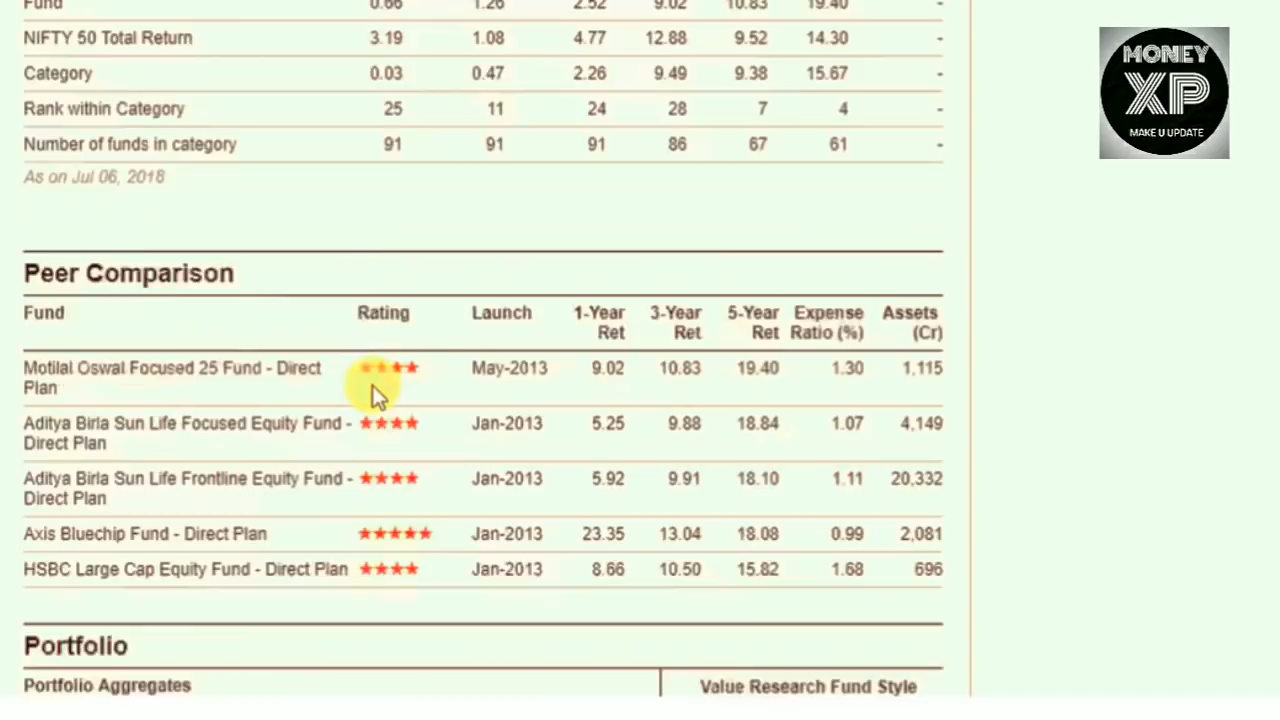 Fund 0.66 1.26 2.52 9.02 10.83 19.40 -
NIFTY 50 Total Return 3.19 1.08 4.77 12.88 9.52 14.30 -
Category 0.03 0.47 2.26 9.49 9.38 15.67 -
Rank within Category 25 11 24 28 7 4 -
Number of funds in category 91 91 91 86 67 61 -
As on Jul 06, 2018
MONEY
XP
MAKE U UPDATE
Peer Comparison
Fund Rating Launch 1-Year Ret 3-Year Ret 5-Year Ret Expense Ratio (%) Assets (Cr)
Motilal Oswal Focused 25 Fund - Direct Plan ★★★★ May-2013 9.02 10.83 19.40 1.30 1,115
Aditya Birla Sun Life Focused Equity Fund - Direct Plan ★★★★ Jan-2013 5.25 9.88 18.84 1.07 4,149
Aditya Birla Sun Life Frontline Equity Fund - Direct Plan ★★★★ Jan-2013 5.92 9.91 18.10 1.11 20,332
Axis Bluechip Fund - Direct Plan ★★★★★ Jan-2013 23.35 13.04 18.08 0.99 2,081
HSBC Large Cap Equity Fund - Direct Plan ★★★★ Jan-2013 8.66 10.50 15.82 1.68 696
Portfolio
Portfolio Aggregates Value Research Fund Style